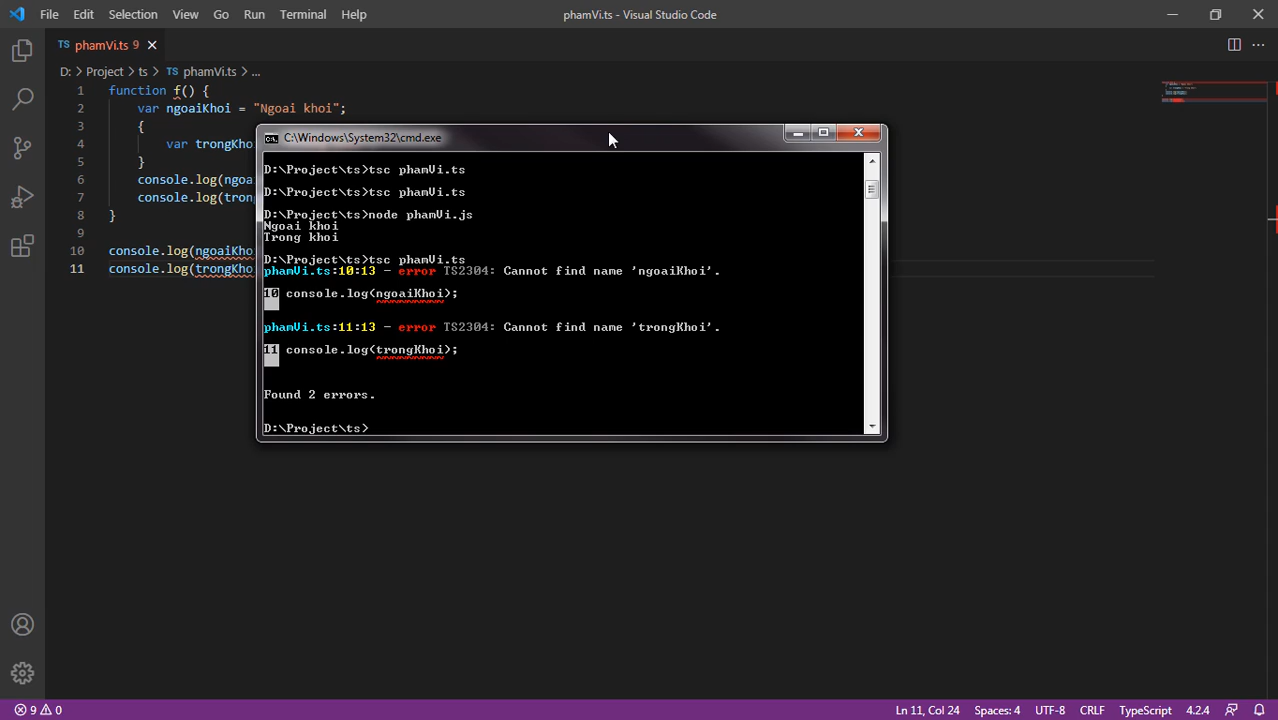 File Edit Selection View Go Run Terminal Help phamVi.ts - Visual Studio Code
TS phamVi.ts 9
D: > Project > ts > TS phamVi.ts > ...
1 function f() {
2 var ngoaiKhoi = "Ngoai khoi";
3 {
4 var trongKho
5 }
6 console.log(ngoa
7 console.log(tron
8 }
9
10 console.log(ngoaiKho
11 console.log(trongKho
C:\Windows\System32\cmd.exe
D:\Project\ts>tsc phamVi.ts
D:\Project\ts>tsc phamVi.ts
D:\Project\ts>node phamVi.js
Ngoai khoi
Trong khoi
D:\Project\ts>tsc phamVi.ts
phamVi.ts:10:13 - error TS2304: Cannot find name 'ngoaiKhoi'.
10 console.log(ngoaiKhoi);
phamVi.ts:11:13 - error TS2304: Cannot find name 'trongKhoi'.
11 console.log(trongKhoi);
Found 2 errors.
D:\Project\ts>
9 0 Ln 11, Col 24 Spaces: 4 UTF-8 CRLF TypeScript 4.2.4